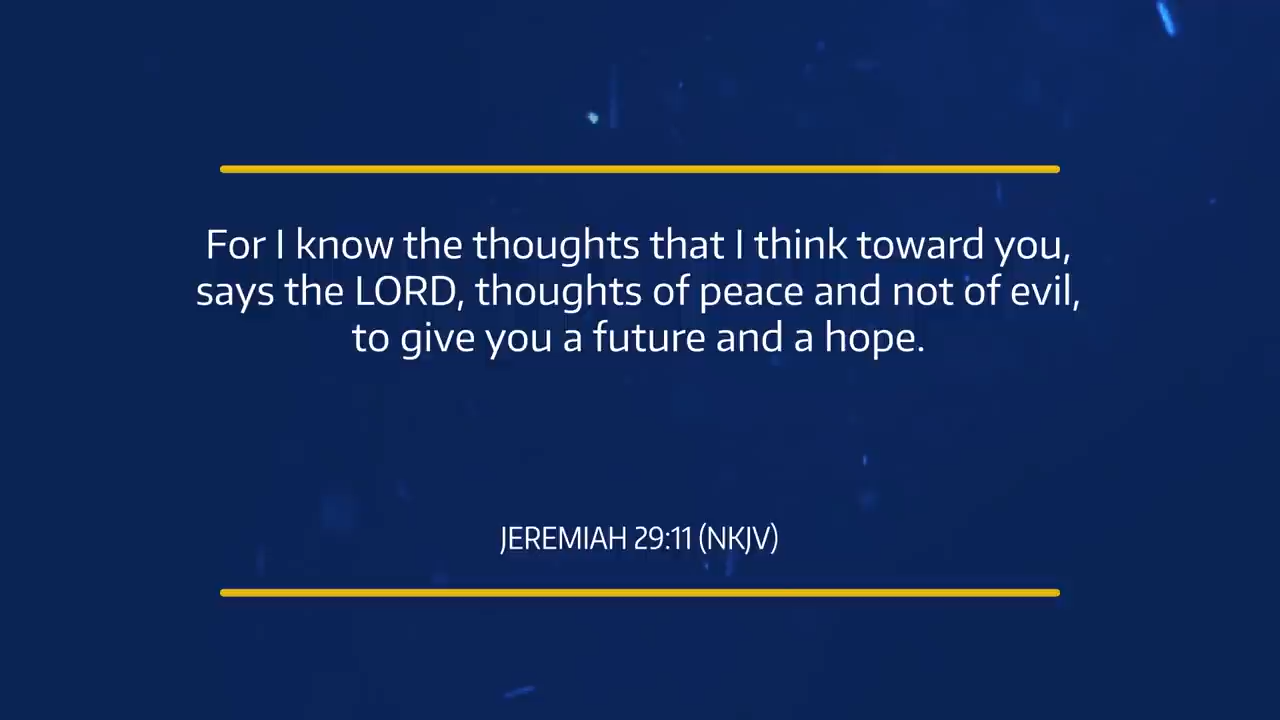 For I know the thoughts that I think toward you,
says the LORD, thoughts of peace and not of evil,
to give you a future and a hope.
JEREMIAH 29:11 (NKJV)